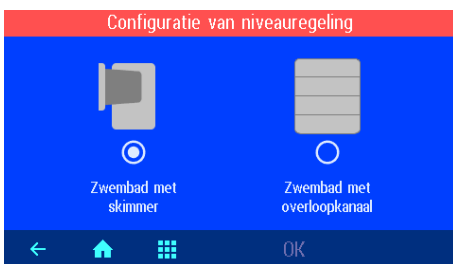 Configuratie van niveauregeling
Zwembad met
skimmer
Zwembad met
overloopkanaal
OK